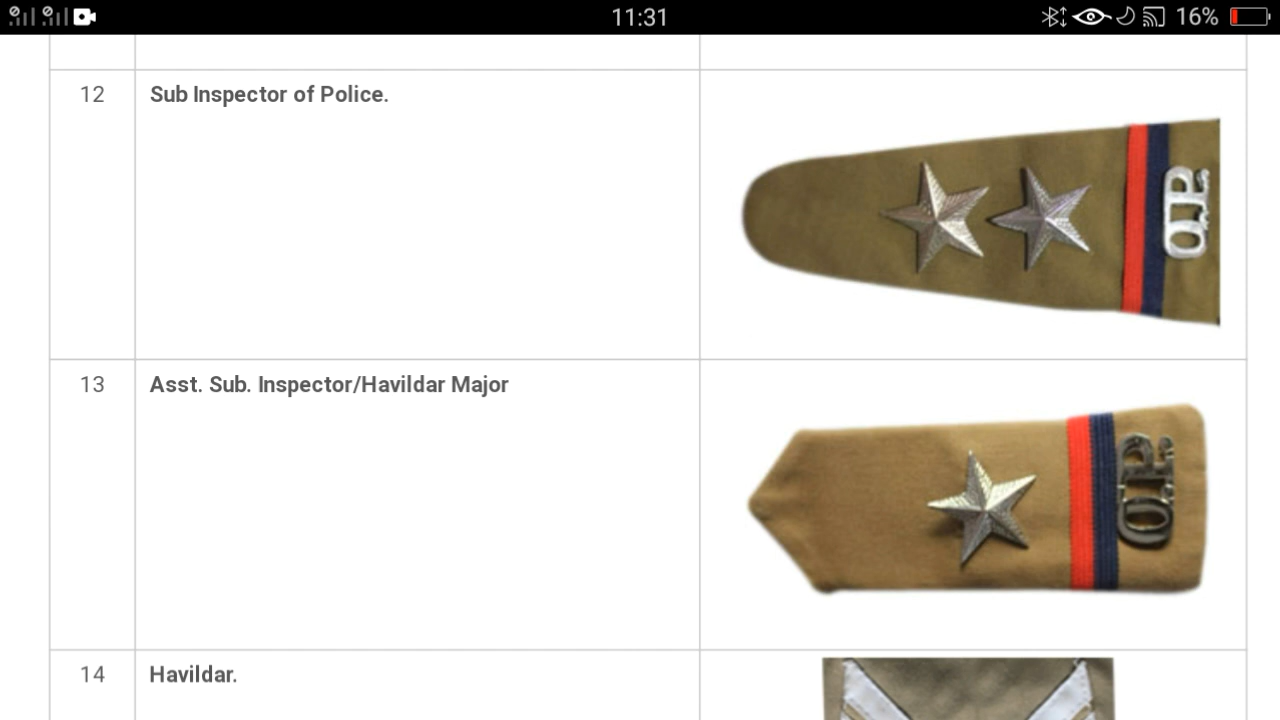 11:31
16%
12 Sub Inspector of Police.
O.P.
13 Asst. Sub. Inspector/Havildar Major
O.P.
14 Havildar.